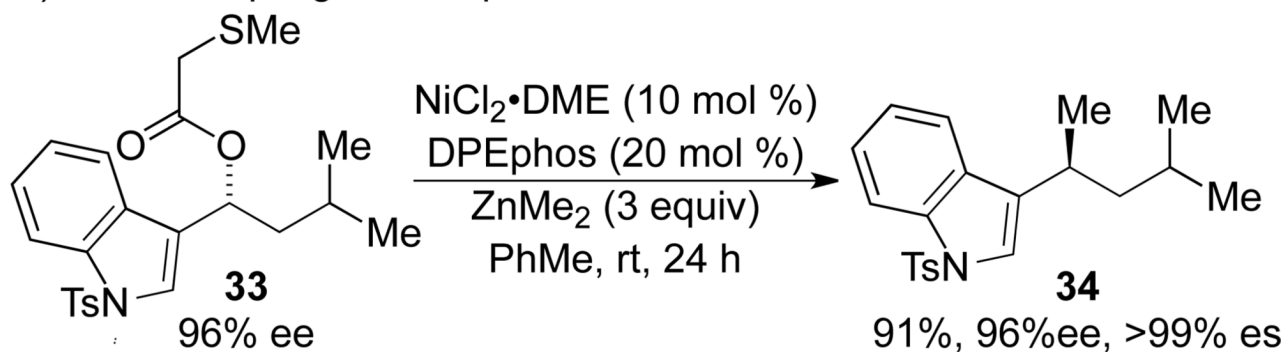 SMe
O
O
Me
Me
TsN
33
96% ee
NiCl₂•DME (10 mol %)
DPEphos (20 mol %)
ZnMe₂ (3 equiv)
PhMe, rt, 24 h
Me
Me
Me
TsN
34
91%, 96%ee, >99% es